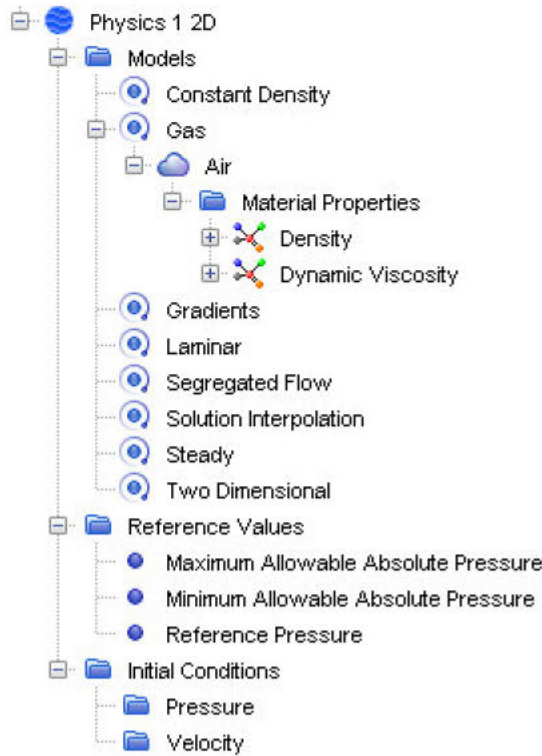 Physics 1 2D
Models
Constant Density
Gas
Air
Material Properties
Density
Dynamic Viscosity
Gradients
Laminar
Segregated Flow
Solution Interpolation
Steady
Two Dimensional
Reference Values
Maximum Allowable Absolute Pressure
Minimum Allowable Absolute Pressure
Reference Pressure
Initial Conditions
Pressure
Velocity